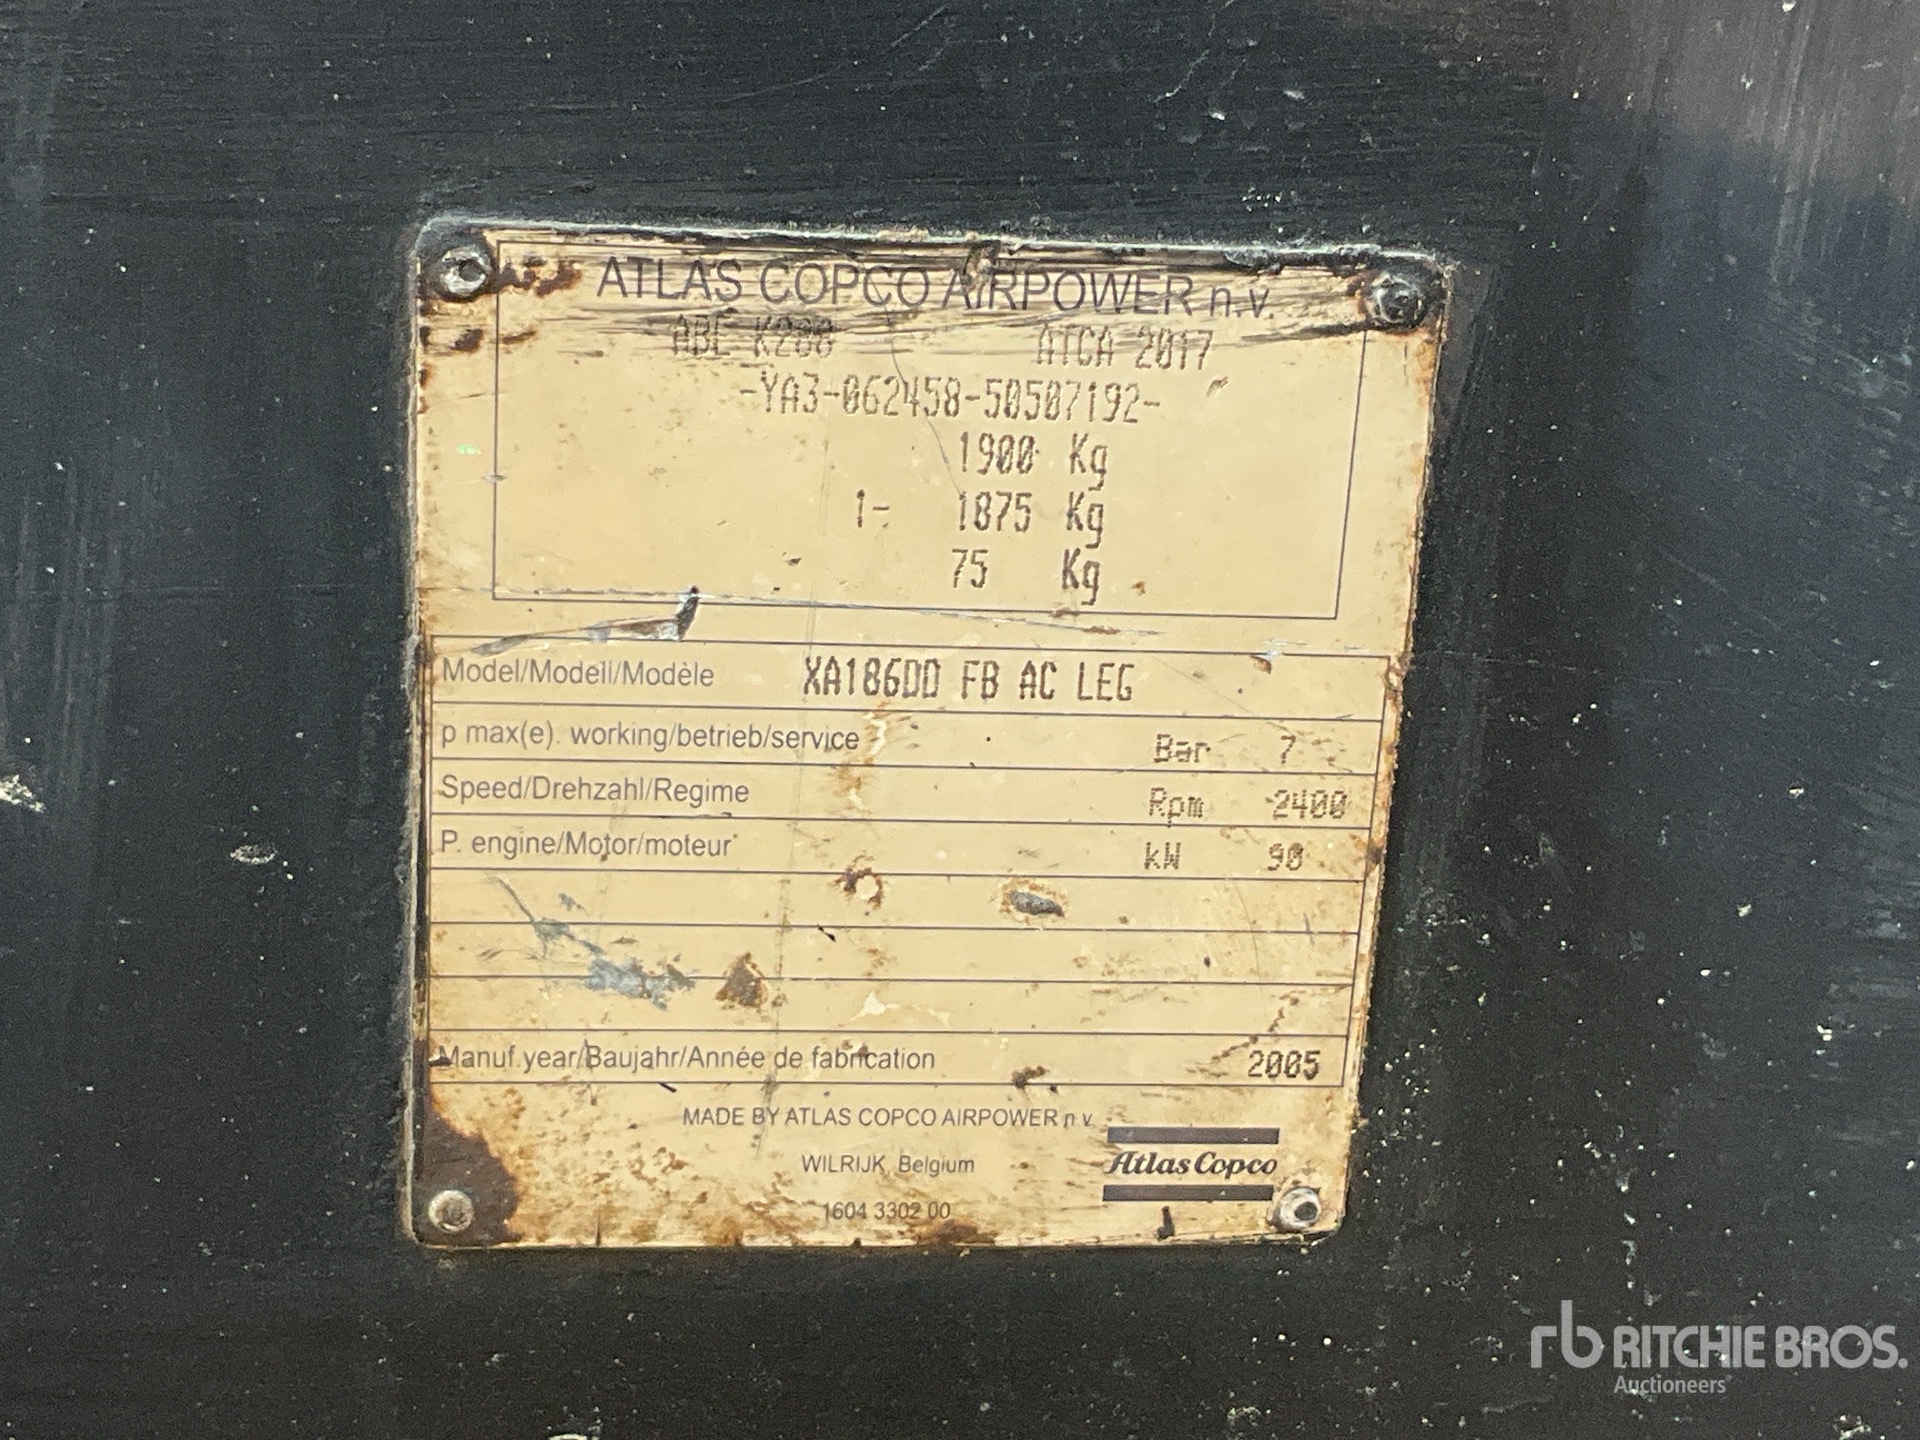 ATLAS COPCO AIRPOWER n.v.
ABE K288 ATCA 2017
-YA3-062458-50507192-
1900 Kg
1- 1875 Kg
75 Kg
Model/Modell/Modèle XA186DD FB AC LEG
p max(e). working/betrieb/service Bar 7
Speed/Drehzahl/Regime Rpm 2400
P. engine/Motor/moteur kW 90
Manuf.year/Baujahr/Année de fabrication 2005
MADE BY ATLAS COPCO AIRPOWER n.v.
WILRIJK, Belgium
Atlas Copco
1604 3302 00
rb RITCHIE BROS.
Auctioneers